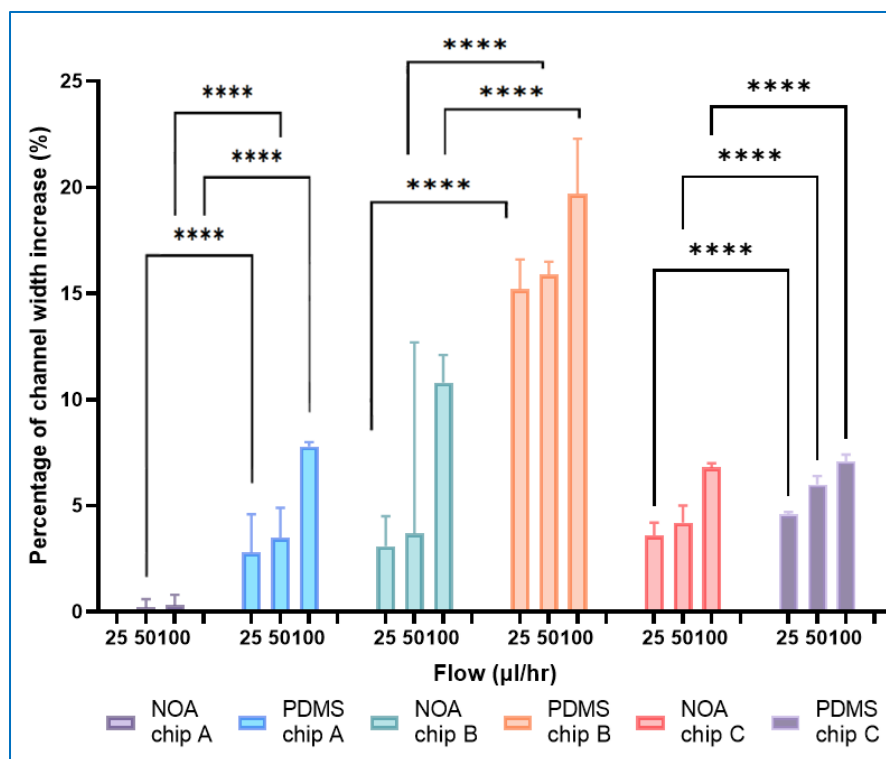 ****
****
****
****
****
****
****
****
****
Percentage of channel width increase (%)
25
20
15
10
5
0
25 50100 25 50100 25 50100 25 50100 25 50100 25 50100
Flow (µl/hr)
NOA chip A
PDMS chip A
NOA chip B
PDMS chip B
NOA chip C
PDMS chip C